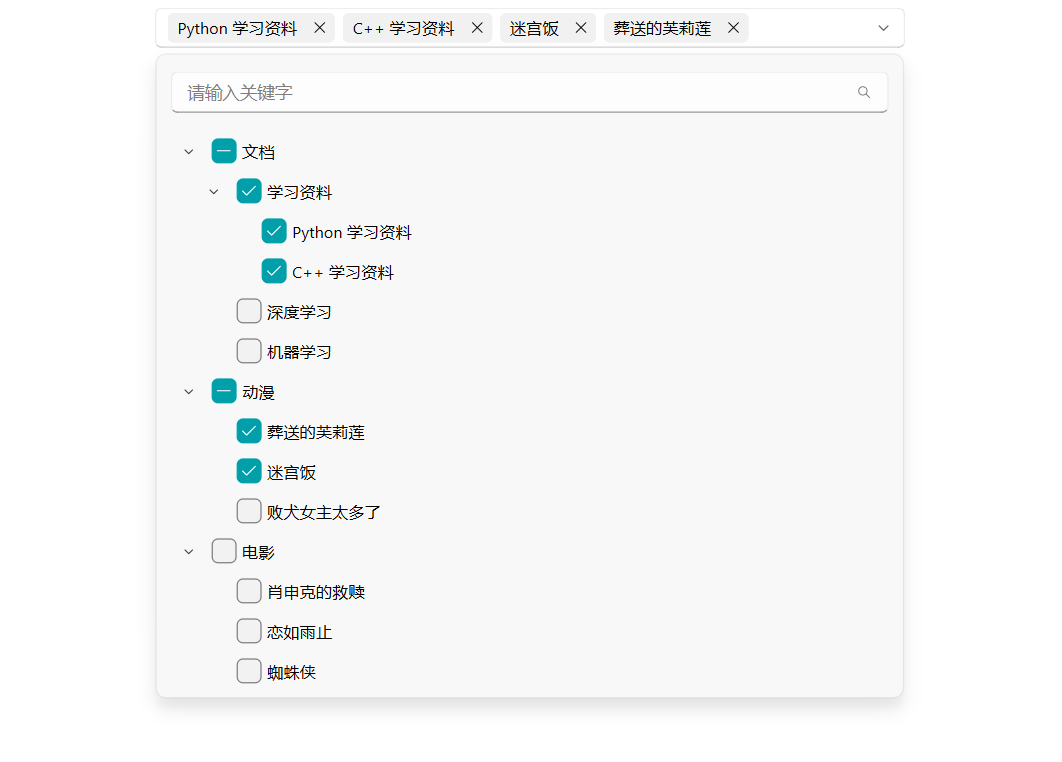 Python 学习资料 C++ 学习资料 迷宫饭 葬送的芙莉莲
请输入关键字
文档
学习资料
Python 学习资料
C++ 学习资料
深度学习
机器学习
动漫
葬送的芙莉莲
迷宫饭
败犬女主太多了
电影
肖申克的救赎
恋如雨止
蜘蛛侠